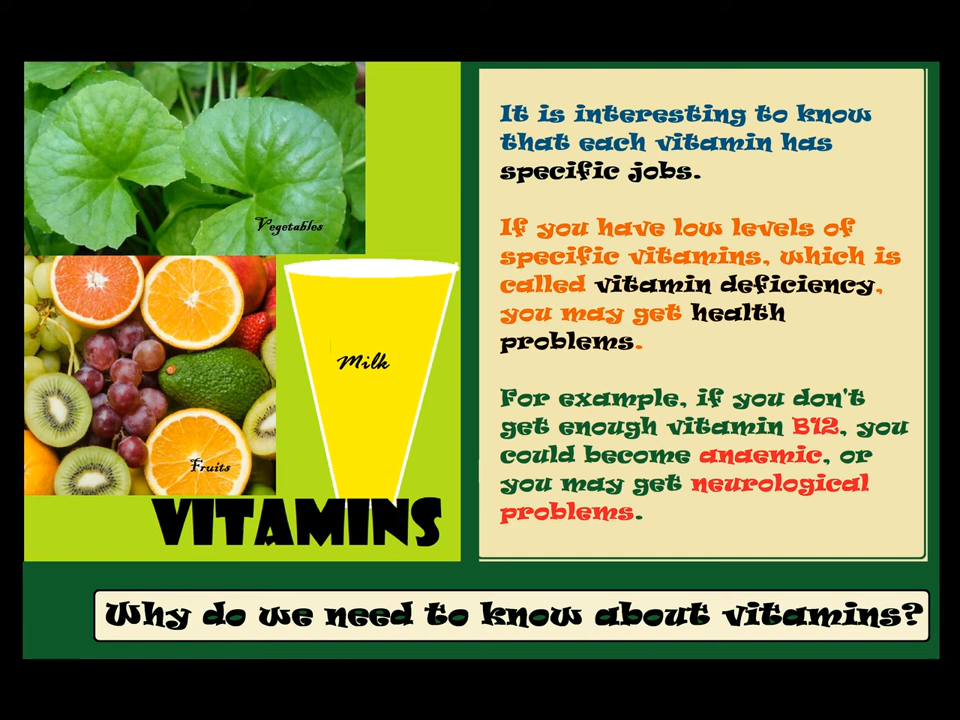 Vegetables
Milk
Fruits
VITAMINS
It is interesting to know
that each vitamin has
specific jobs.
If you have low levels of
specific vitamins, which is
called vitamin deficiency,
you may get health
problems.
For example, if you don't
get enough vitamin B12, you
could become anaemic, or
you may get neurological
problems.
Why do we need to know about vitamins?